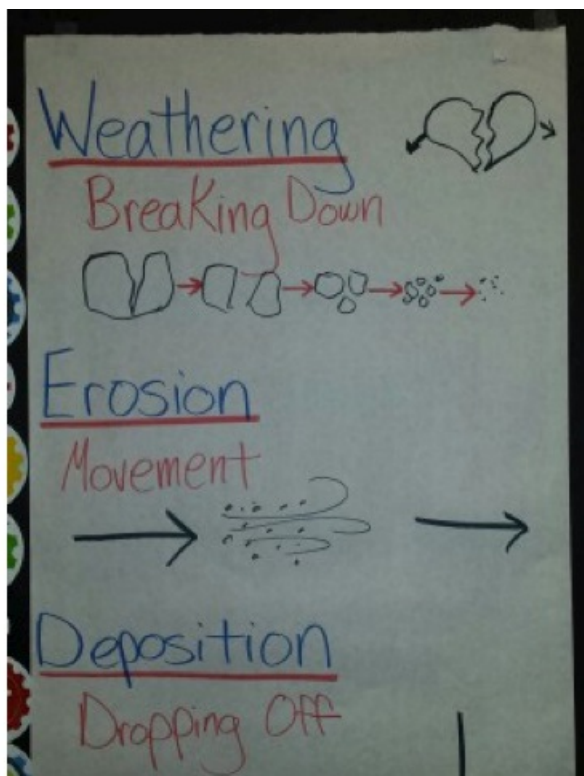 Weathering
Breaking Down
Erosion
Movement
Deposition
Dropping Off